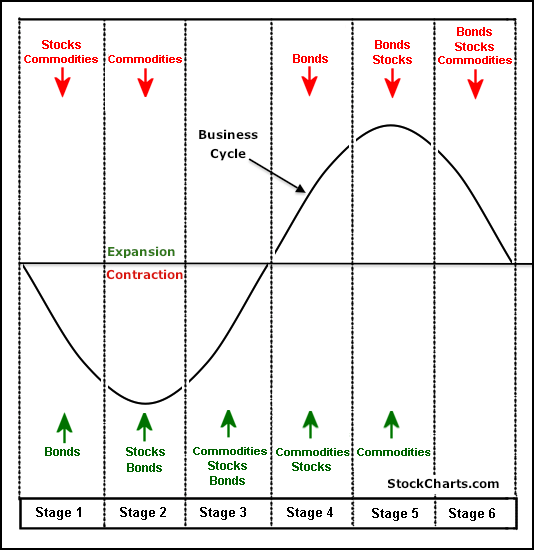 Stocks
Commodities
Commodities
Bonds
Bonds
Stocks
Bonds
Stocks
Commodities
Business
Cycle
Expansion
Contraction
Bonds
Stocks
Bonds
Commodities
Stocks
Bonds
Commodities
Stocks
Commodities
StockCharts.com
Stage 1
Stage 2
Stage 3
Stage 4
Stage 5
Stage 6